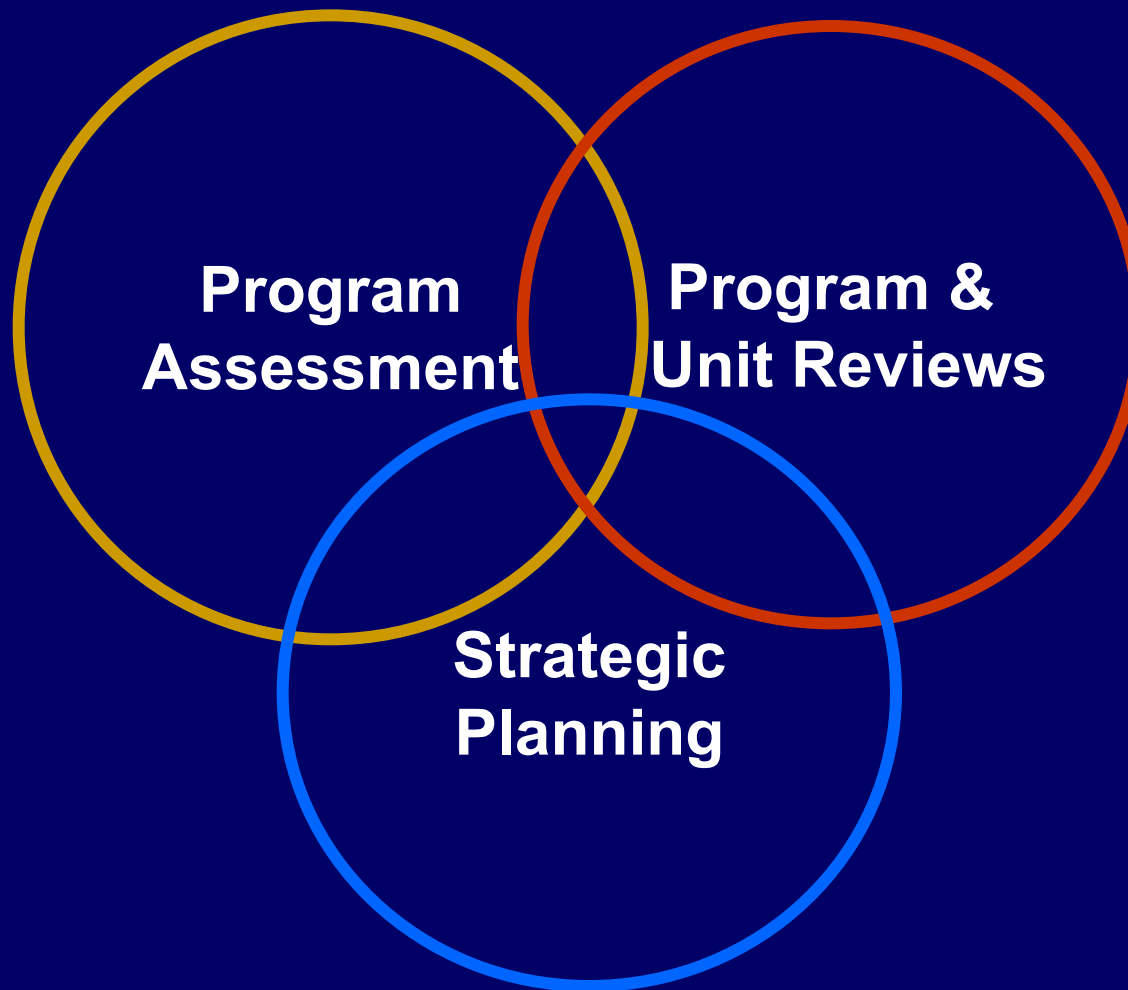 Program
Assessment
Program &
Unit Reviews
Strategic
Planning